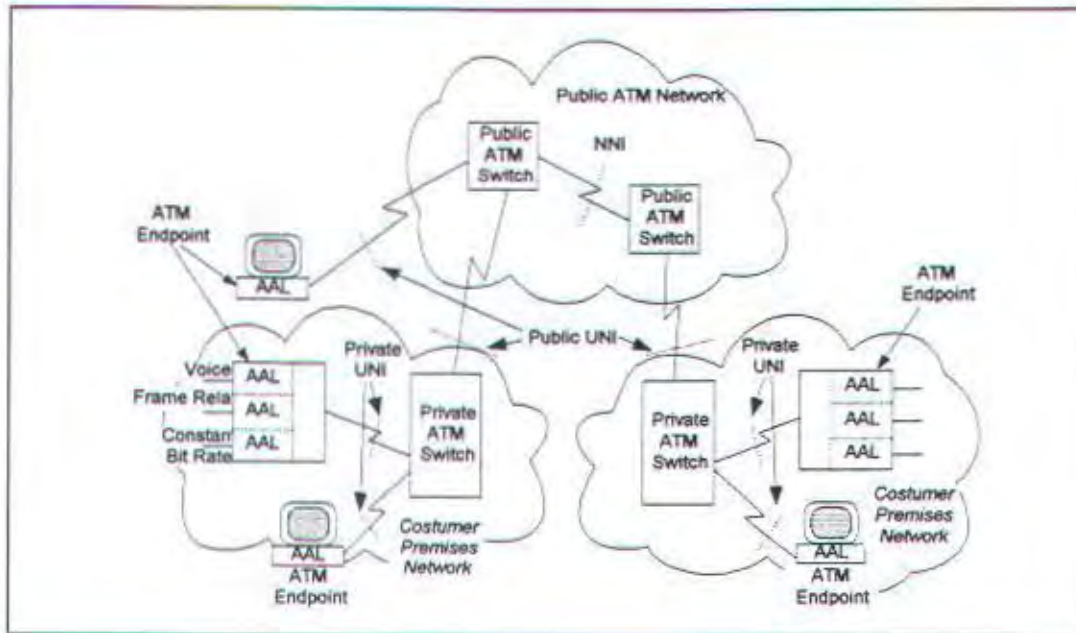 Public ATM Network
Public
ATM
Switch
NNI
Public
ATM
Switch
ATM
Endpoint
AAL
ATM
Endpoint
Public UNI
Private
UNI
Private
UNI
Voice
AAL
Frame Rela
AAL
Constan
Bit Rate
AAL
Private
ATM
Switch
Private
ATM
Switch
AAL
AAL
AAL
AAL
ATM
Endpoint
Costumer
Premises
Network
AAL
ATM
Endpoint
Costumer
Premises
Network